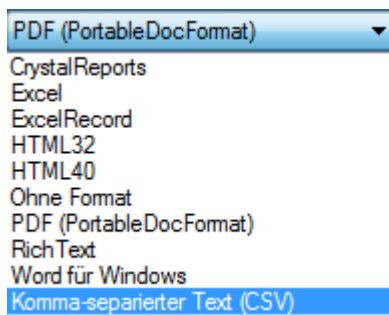 PDF (PortableDocFormat)
CrystalReports
Excel
ExcelRecord
HTML32
HTML40
Ohne Format
PDF (PortableDocFormat)
RichText
Word für Windows
Komma-separierter Text (CSV)